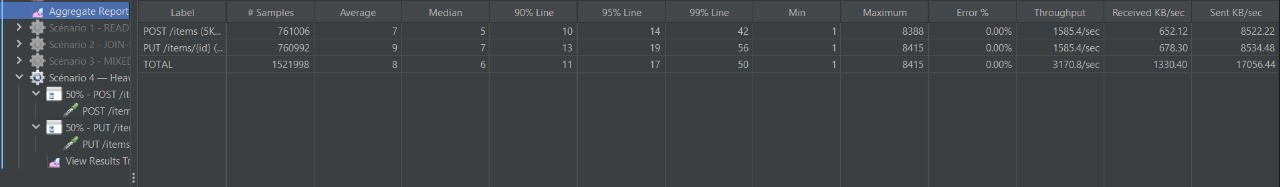 Aggregate Report
Scénario 1 - READ
Scénario 2 - JOIN-
Scénario 3 - MIXED
Scénario 4 — Heav
50% - POST /ite
POST /item
50% - PUT /item
PUT /items
View Results Tr
Label # Samples Average Median 90% Line 95% Line 99% Line Min Maximum Error % Throughput Received KB/sec Sent KB/sec
POST /items (5K... 761006 7 5 10 14 42 1 8388 0.00% 1585.4/sec 652.12 8522.22
PUT /items/{id} (... 760992 9 7 13 19 56 1 8415 0.00% 1585.4/sec 678.30 8534.48
TOTAL 1521998 8 6 11 17 50 1 8415 0.00% 3170.8/sec 1330.40 17056.44